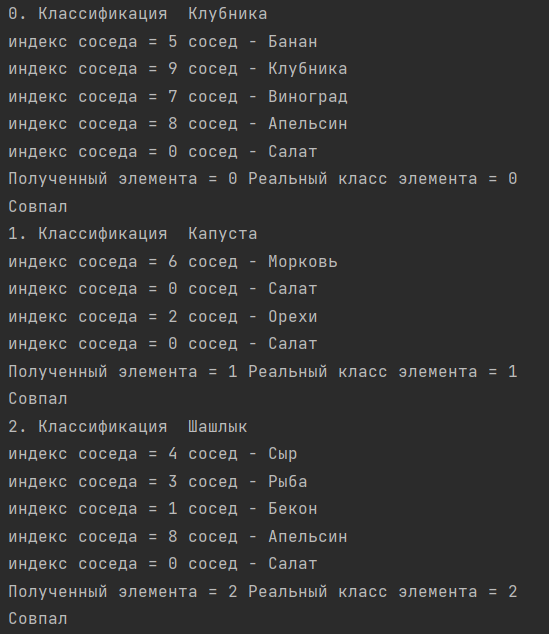 0. Классификация  Клубника
индекс соседа = 5 сосед - Банан
индекс соседа = 9 сосед - Клубника
индекс соседа = 7 сосед - Виноград
индекс соседа = 8 сосед - Апельсин
индекс соседа = 0 сосед - Салат
Полученный элемента = 0 Реальный класс элемента = 0
Совпал
1. Классификация  Капуста
индекс соседа = 6 сосед - Морковь
индекс соседа = 0 сосед - Салат
индекс соседа = 2 сосед - Орехи
индекс соседа = 0 сосед - Салат
Полученный элемента = 1 Реальный класс элемента = 1
Совпал
2. Классификация  Шашлык
индекс соседа = 4 сосед - Сыр
индекс соседа = 3 сосед - Рыба
индекс соседа = 1 сосед - Бекон
индекс соседа = 8 сосед - Апельсин
индекс соседа = 0 сосед - Салат
Полученный элемента = 2 Реальный класс элемента = 2
Совпал